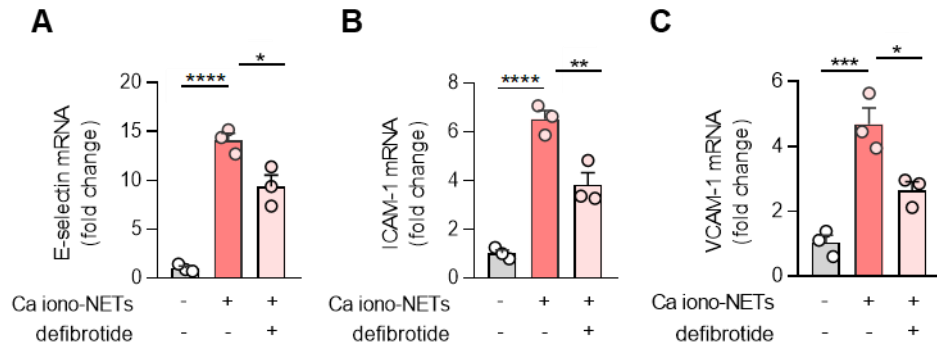 A
B
C
E-selectin mRNA
(fold change)
20
15
10
5
0
**** *
ICAM-1 mRNA
(fold change)
8
6
4
2
0
**** **
VCAM-1 mRNA
(fold change)
6
4
2
0
*** *
Ca iono-NETs - + +
defibrotide - - +
Ca iono-NETs - + +
defibrotide - - +
Ca iono-NETs - + +
defibrotide - - +